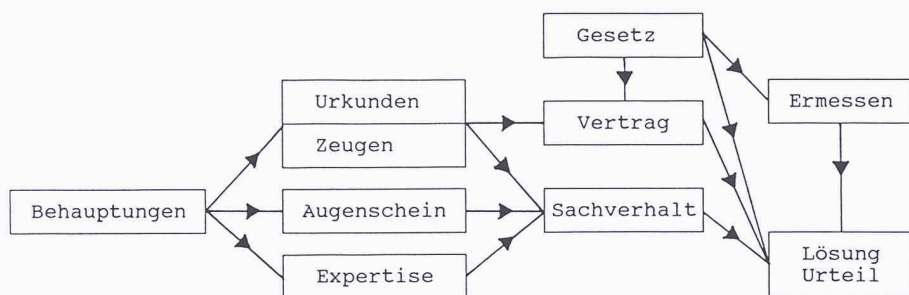 Gesetz
Urkunden
Ermessen
Vertrag
Zeugen
Behauptungen
Augenschein
Sachverhalt
Expertise
Lösung
Urteil